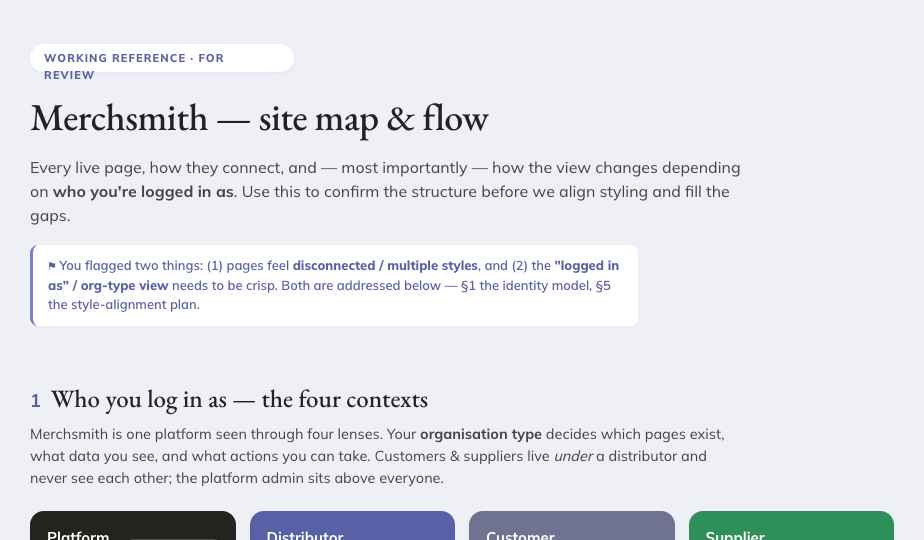 WORKING REFERENCE · FOR
REVIEW
Merchsmith — site map & flow
Every live page, how they connect, and — most importantly — how the view changes depending
on who you're logged in as. Use this to confirm the structure before we align styling and fill the
gaps.
⚑ You flagged two things: (1) pages feel disconnected / multiple styles, and (2) the "logged in
as" / org-type view needs to be crisp. Both are addressed below — §1 the identity model, §5
the style-alignment plan.
1 Who you log in as — the four contexts
Merchsmith is one platform seen through four lenses. Your organisation type decides which pages exist,
what data you see, and what actions you can take. Customers & suppliers live under a distributor and
never see each other; the platform admin sits above everyone.
Platform Distributor Customer Supplier